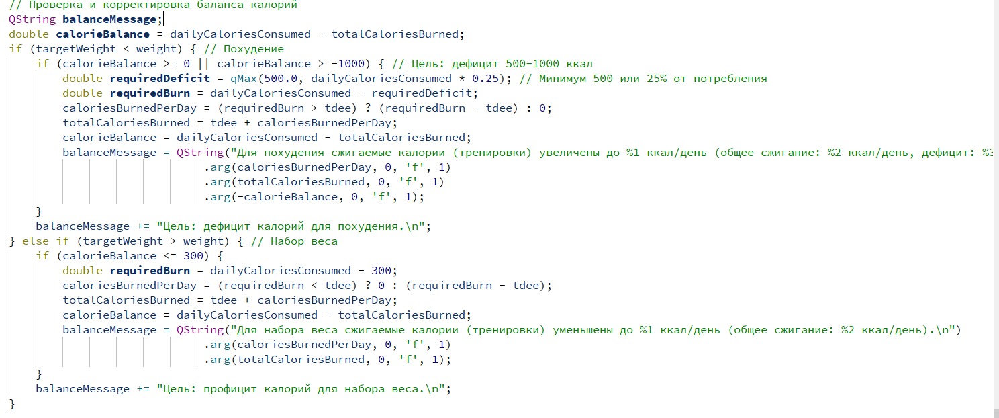 // Проверка и корректировка баланса калорий
QString balanceMessage;
double calorieBalance = dailyCaloriesConsumed - totalCaloriesBurned;
if (targetWeight < weight) { // Похудение
    if (calorieBalance >= 0 || calorieBalance > -1000) { // Цель: дефицит 500-1000 ккал
        double requiredDeficit = qMax(500.0, dailyCaloriesConsumed * 0.25); // Минимум 500 или 25% от потребления
        double requiredBurn = dailyCaloriesConsumed - requiredDeficit;
        caloriesBurnedPerDay = (requiredBurn > tdee) ? (requiredBurn - tdee) : 0;
        totalCaloriesBurned = tdee + caloriesBurnedPerDay;
        calorieBalance = dailyCaloriesConsumed - totalCaloriesBurned;
        balanceMessage = QString("Для похудения сжигаемые калории (тренировки) увеличены до %1 ккал/день (общее сжигание: %2 ккал/день, дефицит: %3
                             .arg(caloriesBurnedPerDay, 0, 'f', 1)
                             .arg(totalCaloriesBurned, 0, 'f', 1)
                             .arg(-calorieBalance, 0, 'f', 1);
    }
    balanceMessage += "Цель: дефицит калорий для похудения.\n";
} else if (targetWeight > weight) { // Набор веса
    if (calorieBalance <= 300) {
        double requiredBurn = dailyCaloriesConsumed - 300;
        caloriesBurnedPerDay = (requiredBurn < tdee) ? 0 : (requiredBurn - tdee);
        totalCaloriesBurned = tdee + caloriesBurnedPerDay;
        calorieBalance = dailyCaloriesConsumed - totalCaloriesBurned;
        balanceMessage = QString("Для набора веса сжигаемые калории (тренировки) уменьшены до %1 ккал/день (общее сжигание: %2 ккал/день).\n")
                             .arg(caloriesBurnedPerDay, 0, 'f', 1)
                             .arg(totalCaloriesBurned, 0, 'f', 1);
    }
    balanceMessage += "Цель: профицит калорий для набора веса.\n";
}